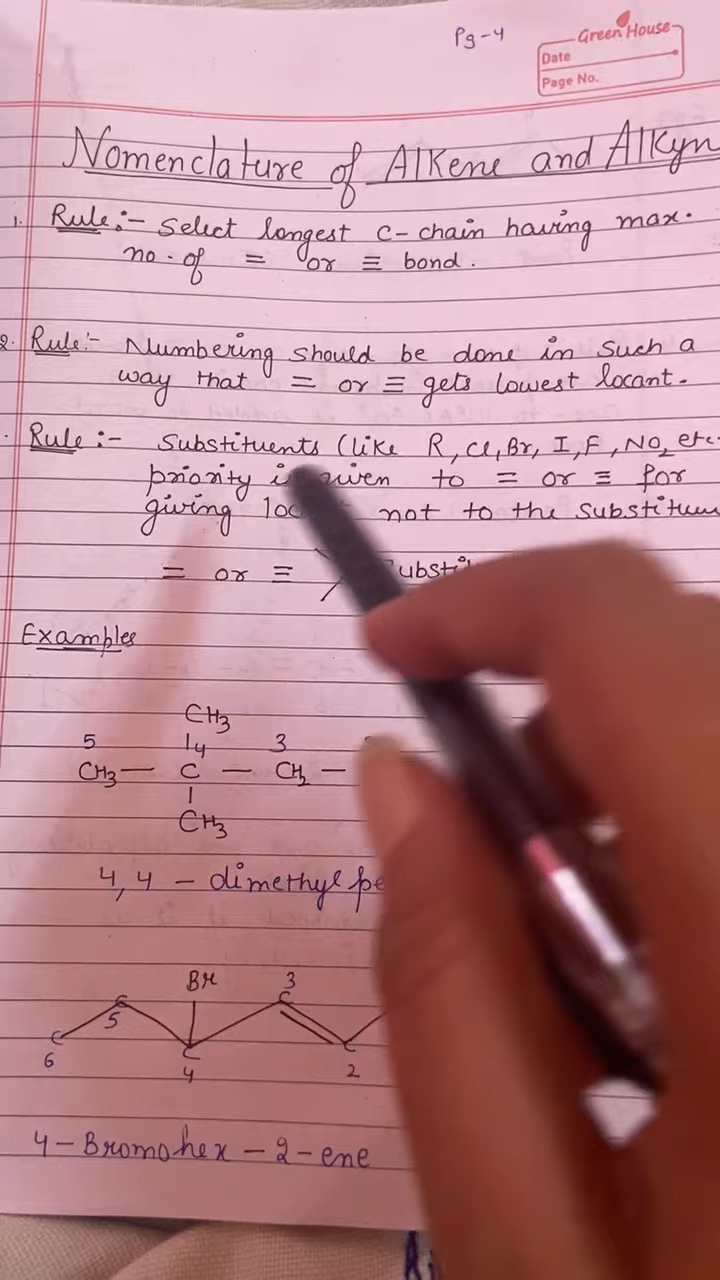 Pg-4
Green House
Date
Page No.
Nomenclature of Alkene and Alkyn
1. Rule:- Select longest C-chain having max.
no. of = or ≡ bond.
2. Rule:- Numbering should be done in such a
way that = or ≡ gets lowest locant.
. Rule:- Substituents (like R, Cl, Br, I, F, NO2 etc.
priority given to = or ≡ for
giving not to the Substituen
= or ≡ > Substi
Examples
CH3
5 14 3
CH3 — C — CH2 —
CH3
4,4 - dimethyl pe
Br 3
C C
5
C C C
6 4 2
4-Bromohex-2-ene